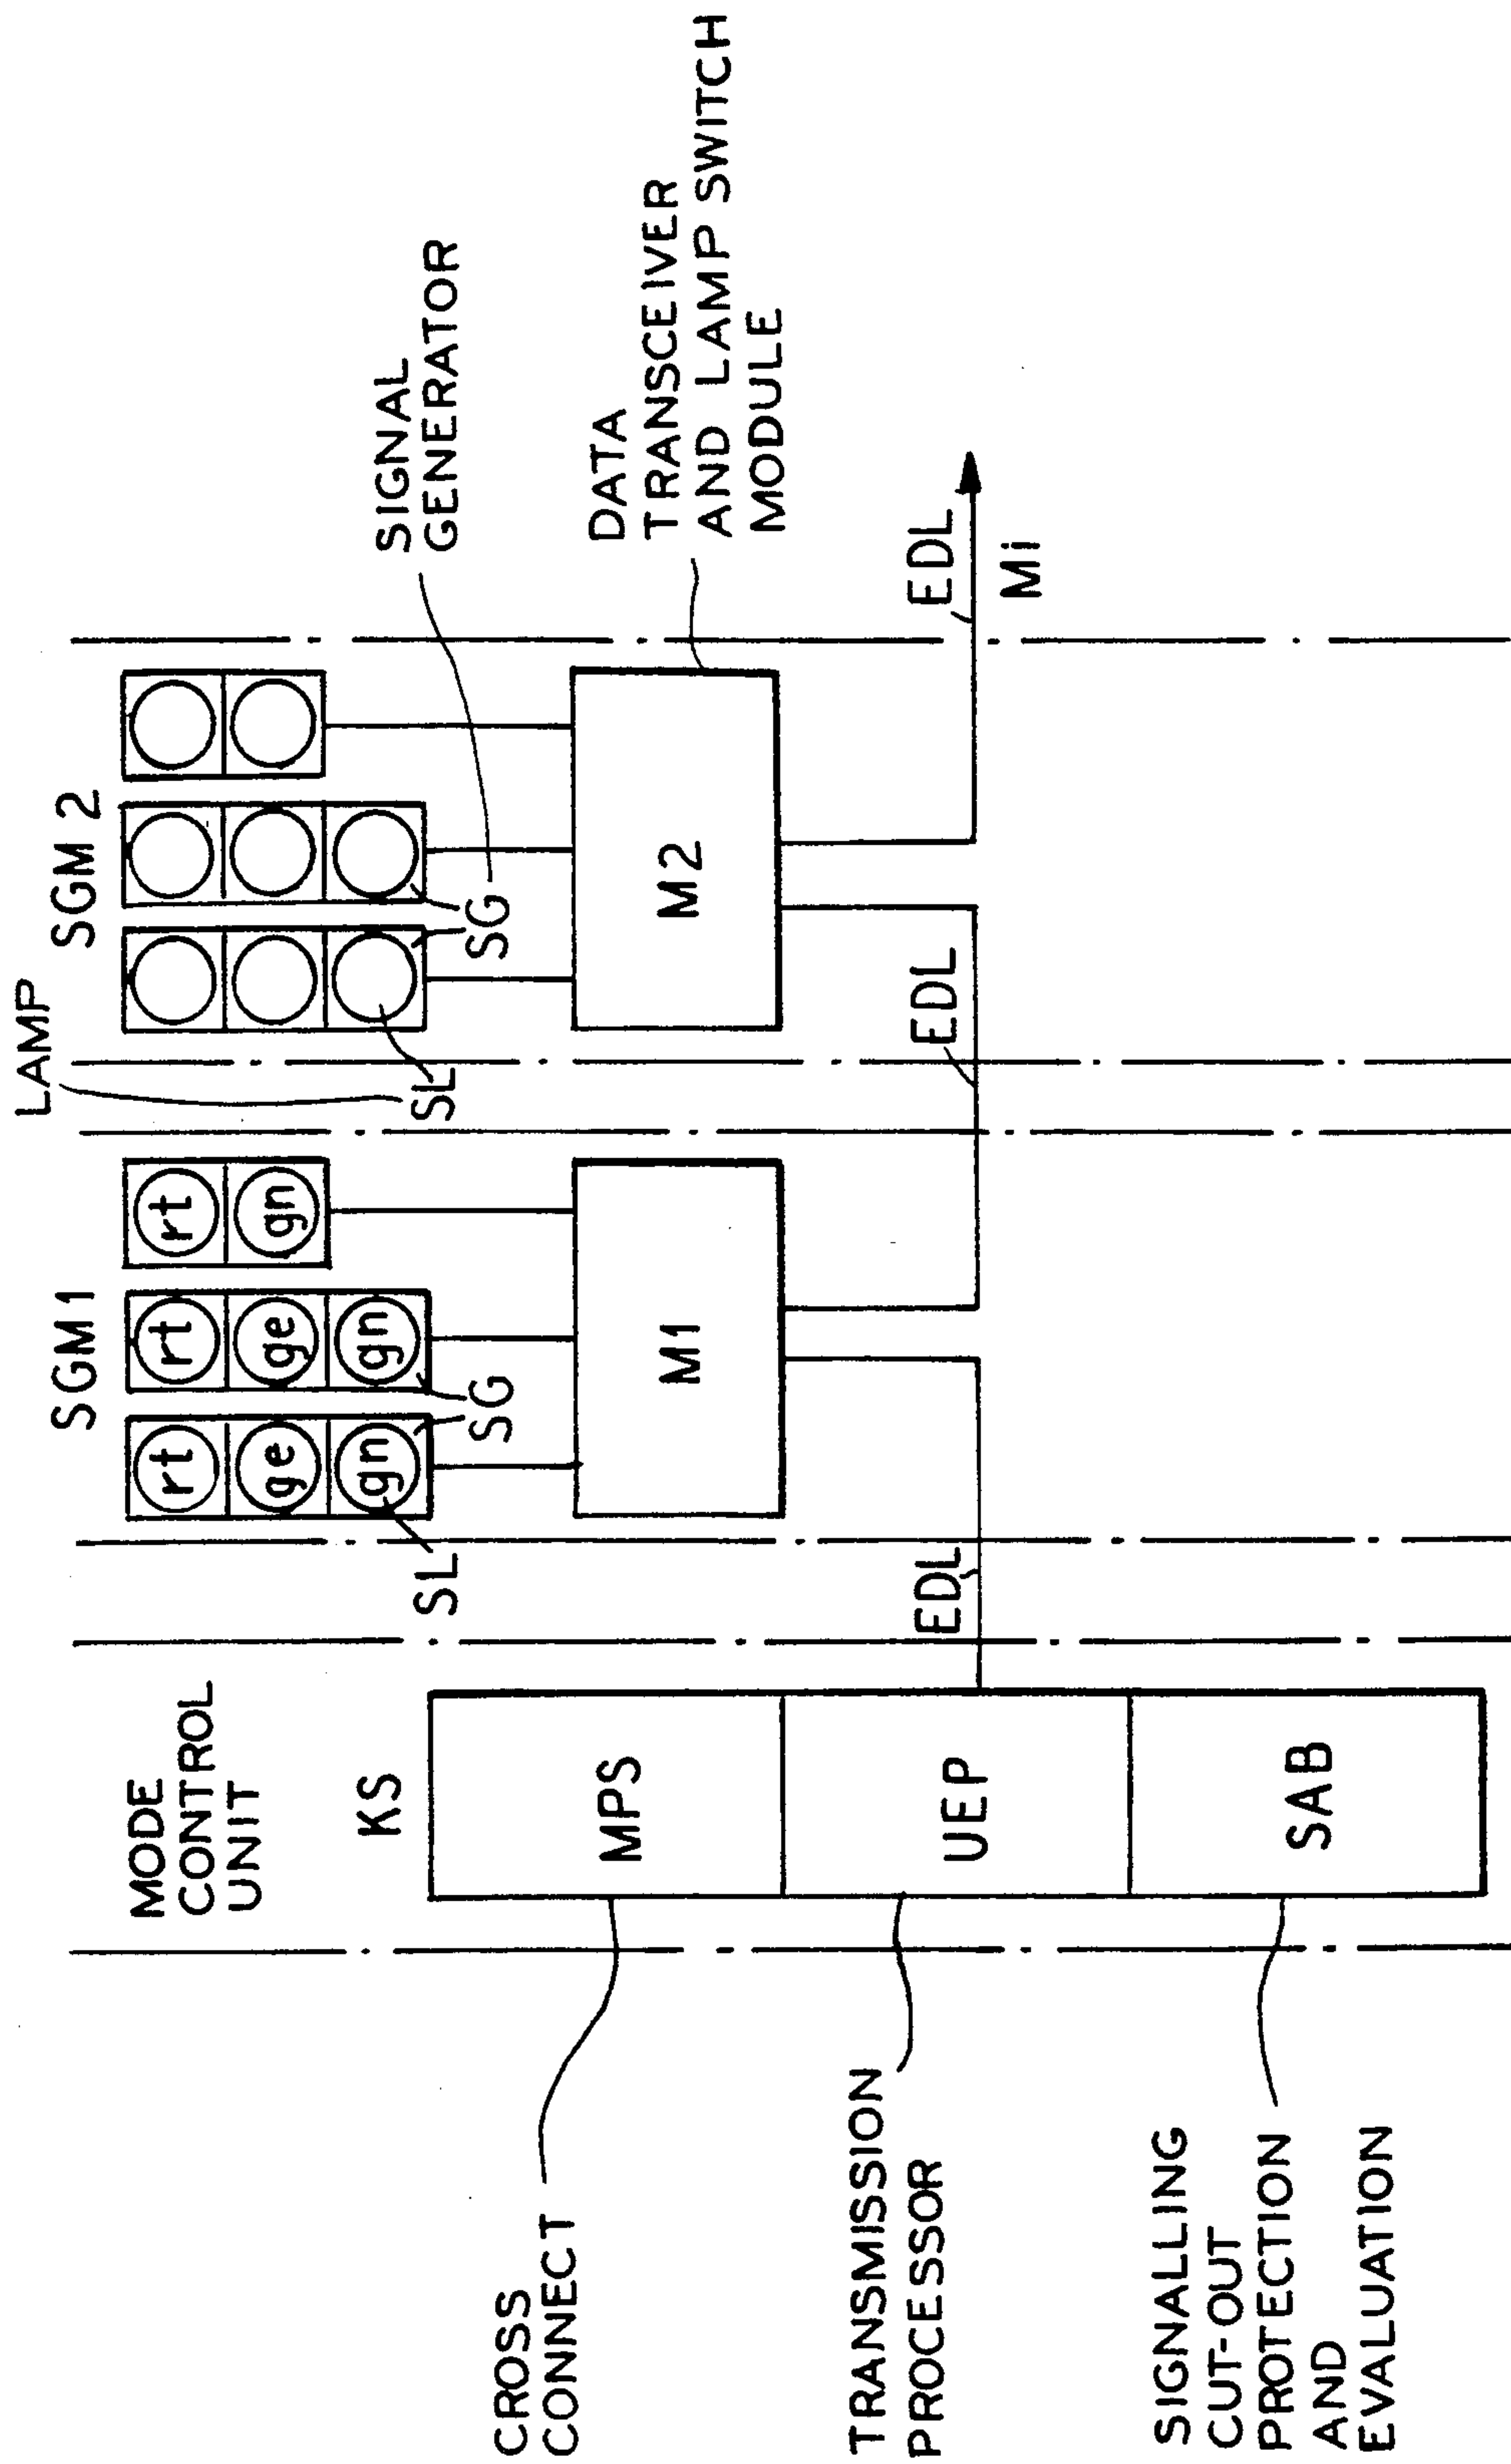 LAMP
SGM1
SGM 2
rt
rt
rt
ge
ge
gn
gn
gn
SL
SG
SL
SG
SIGNAL
GENERATOR
MODE
CONTROL
UNIT
KS
MPS
UEP
SAB
M1
M2
DATA
TRANSCEIVER
AND LAMP SWITCH
MODULE
EDL
EDL
EDL
Mi
CROSS
CONNECT
TRANSMISSION
PROCESSOR
SIGNALLING
CUT-OUT
PROTECTION
AND
EVALUATION